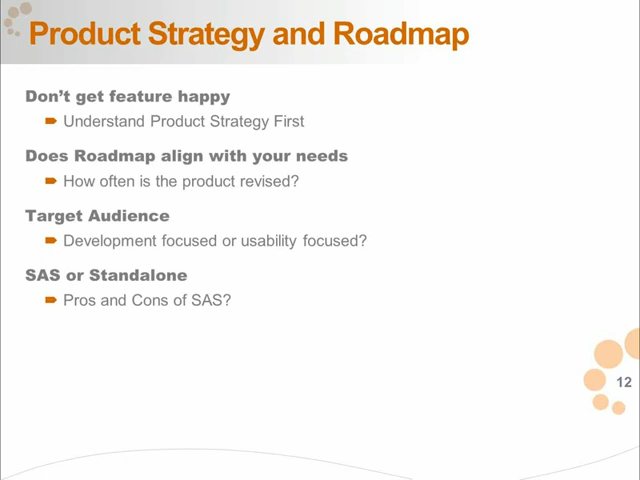 Product Strategy and Roadmap
Don’t get feature happy
Understand Product Strategy First
Does Roadmap align with your needs
How often is the product revised?
Target Audience
Development focused or usability focused?
SAS or Standalone
Pros and Cons of SAS?
12